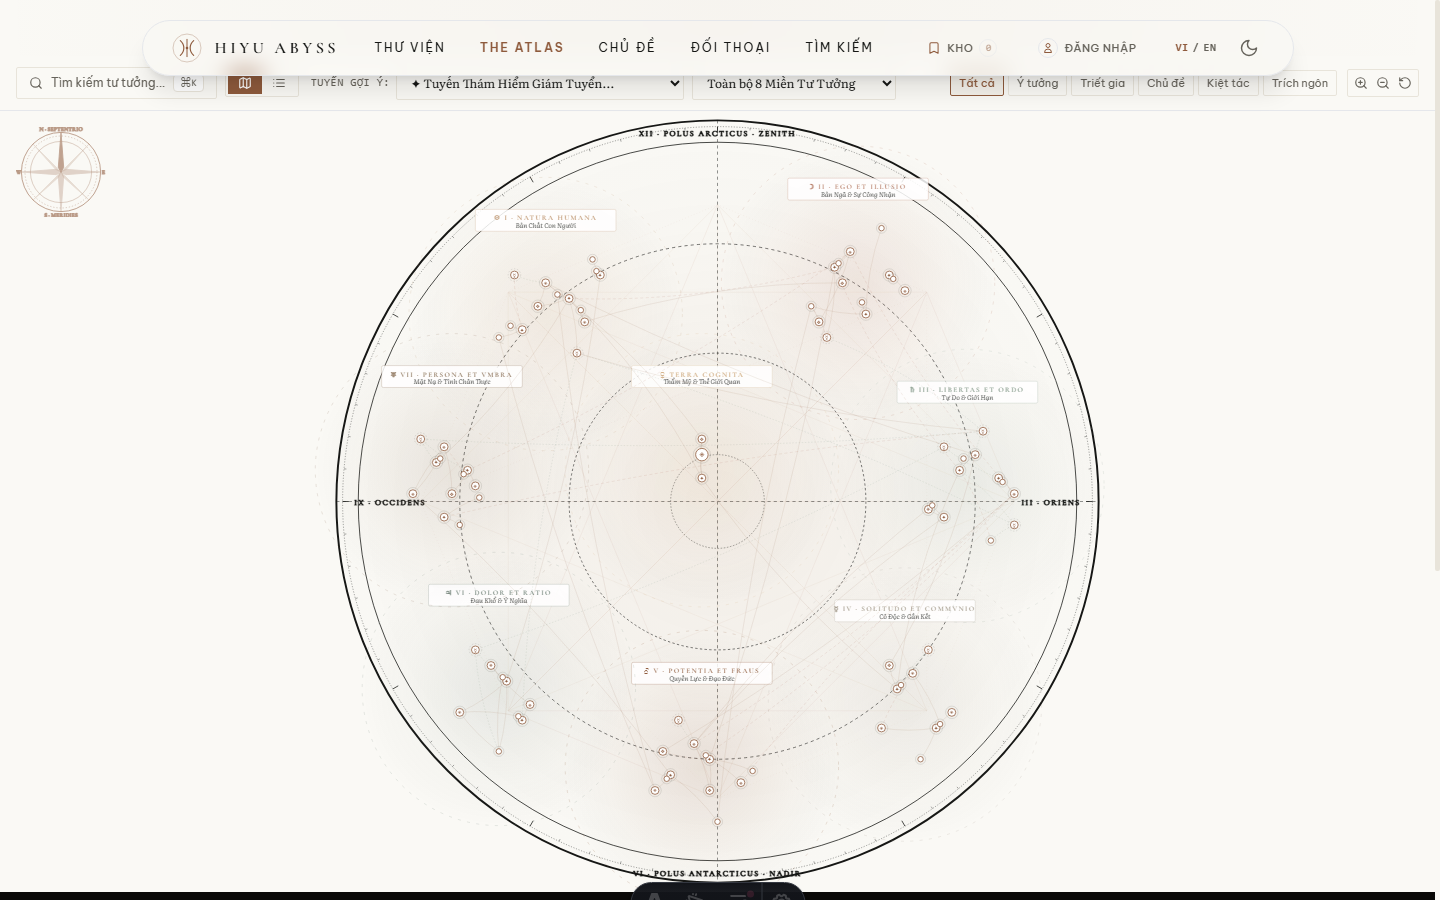 HIYU ABYSS
THƯ VIỆN
THE ATLAS
CHỦ ĐỀ
ĐỐI THOẠI
TÌM KIẾM
KHO 0
ĐĂNG NHẬP
VI / EN
Tìm kiếm tư tưởng... ⌘K
TUYẾN GỢI Ý:
✦ Tuyến Thám Hiểm Giám Tuyển...
Toàn bộ 8 Miền Tư Tưởng
Tất cả
Ý tưởng
Triết gia
Chủ đề
Kiệt tác
Trích ngôn
N · SEPTENTRIO
W
E
S · MERIDIES
XII · POLUS ARCTICUS · ZENITH
II · EGO ET ILLUSIO
Bản Ngã & Sự Công Nhận
I · NATURA HUMANA
Bản Chất Con Người
VII · PERSONA ET VMBRA
Mặt Nạ & Tính Chân Thực
TERRA COGNITA
Thẩm Mỹ & Thế Giới Quan
III · LIBERTAS ET ORDO
Tự Do & Giới Hạn
IX · OCCIDENS
III · ORIENS
VI · DOLOR ET RATIO
Đau Khổ & Ý Nghĩa
IV · SOLITUDO ET COMMVNIO
Cô Độc & Gắn Kết
V · POTENTIA ET FRAUS
Quyền Lực & Đạo Đức
VI · POLUS ANTARCTICUS · NADIR